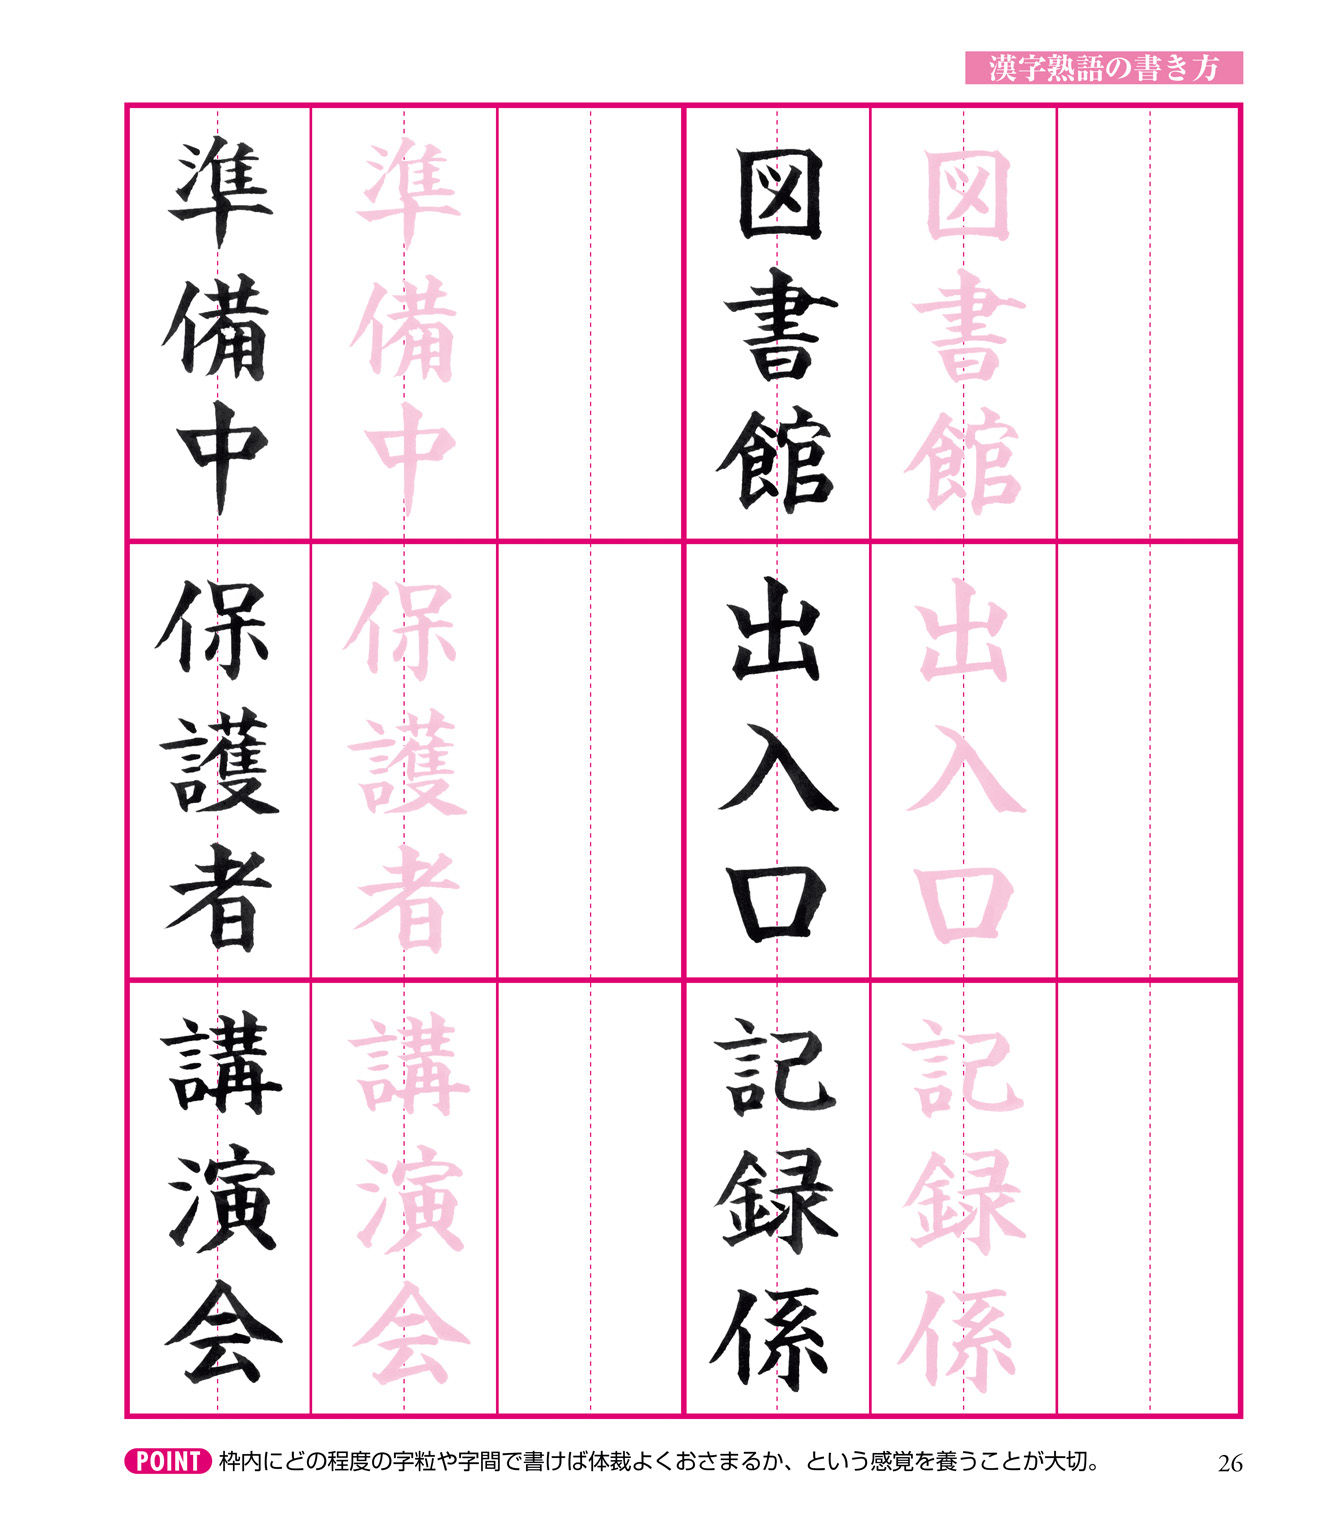 漢字熟語の書き方
図書館
図書館
準備中
準備中
出入口
出入口
保護者
保護者
記録係
記録係
講演会
講演会
POINT 枠内にどの程度の字粒や字間で書けば体裁よくおさまるか、という感覚を養うことが大切。
26